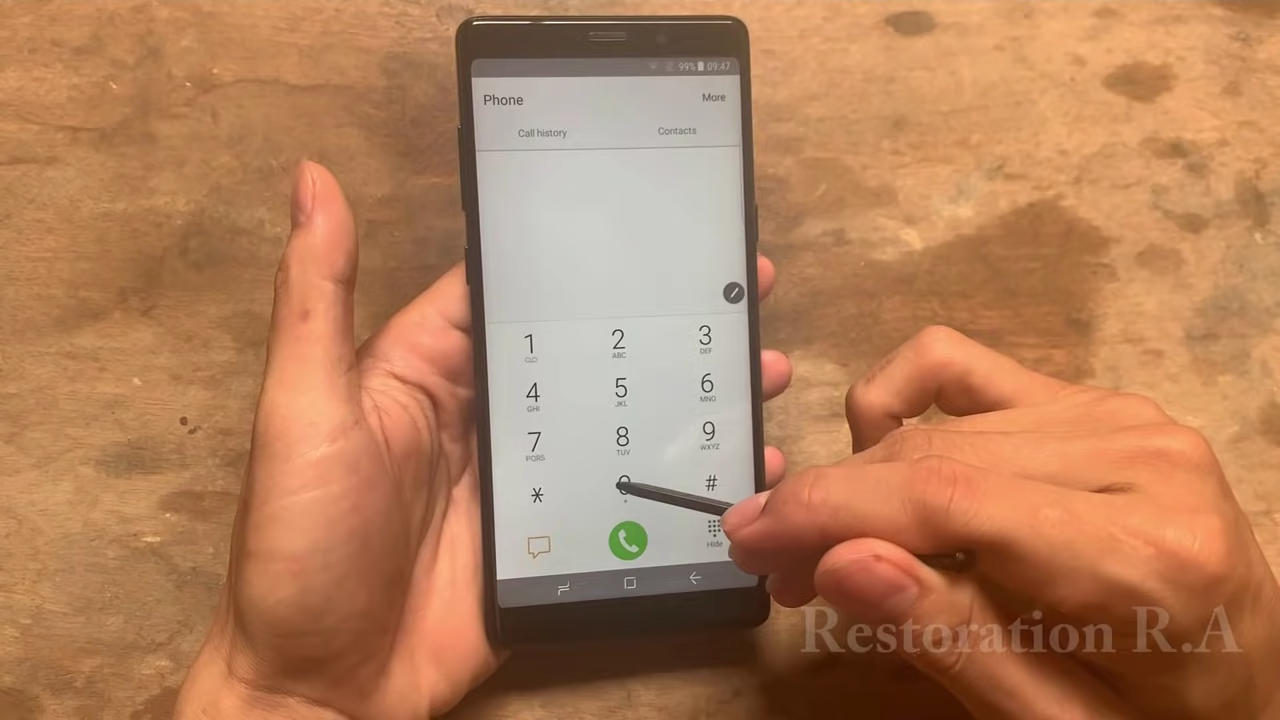 99% 09:47
Phone More
Call history Contacts
1 2 3
ABC DEF
4 5 6
GHI JKL MNO
7 8 9
PQRS TUV WXYZ
* 0 #
Hide
Restoration R.A